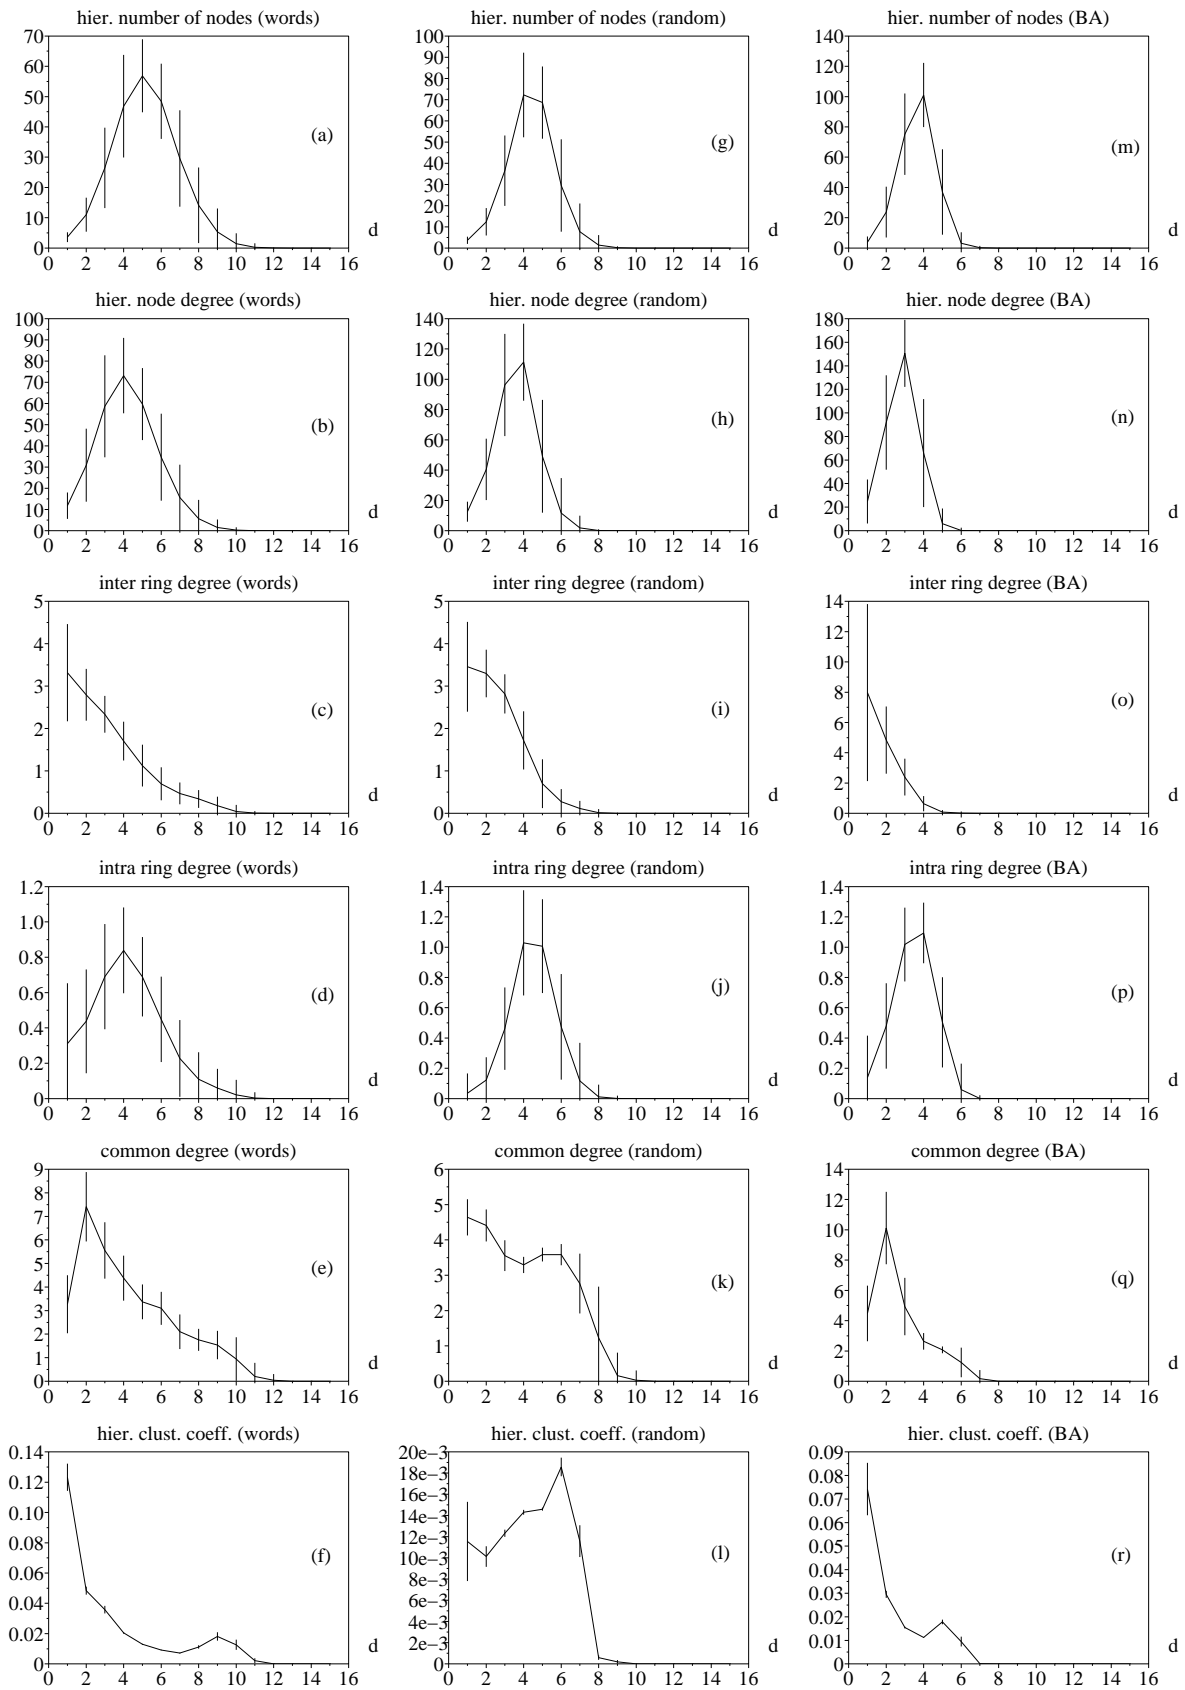 hier. number of nodes (words)
70
60
50
40
30
20
10
0
(a)
d
0 2 4 6 8 10 12 14 16
hier. number of nodes (random)
100
90
80
70
60
50
40
30
20
10
0
(g)
d
0 2 4 6 8 10 12 14 16
hier. number of nodes (BA)
140
120
100
80
60
40
20
0
(m)
d
0 2 4 6 8 10 12 14 16
hier. node degree (words)
100
90
80
70
60
50
40
30
20
10
0
(b)
d
0 2 4 6 8 10 12 14 16
hier. node degree (random)
140
120
100
80
60
40
20
0
(h)
d
0 2 4 6 8 10 12 14 16
hier. node degree (BA)
180
160
140
120
100
80
60
40
20
0
(n)
d
0 2 4 6 8 10 12 14 16
inter ring degree (words)
5
4
3
2
1
0
(c)
d
0 2 4 6 8 10 12 14 16
inter ring degree (random)
5
4
3
2
1
0
(i)
d
0 2 4 6 8 10 12 14 16
inter ring degree (BA)
14
12
10
8
6
4
2
0
(o)
d
0 2 4 6 8 10 12 14 16
intra ring degree (words)
1.2
1.0
0.8
0.6
0.4
0.2
0
(d)
d
0 2 4 6 8 10 12 14 16
intra ring degree (random)
1.4
1.2
1.0
0.8
0.6
0.4
0.2
0
(j)
d
0 2 4 6 8 10 12 14 16
intra ring degree (BA)
1.4
1.2
1.0
0.8
0.6
0.4
0.2
0
(p)
d
0 2 4 6 8 10 12 14 16
common degree (words)
9
8
7
6
5
4
3
2
1
0
(e)
d
0 2 4 6 8 10 12 14 16
common degree (random)
6
5
4
3
2
1
0
(k)
d
0 2 4 6 8 10 12 14 16
common degree (BA)
14
12
10
8
6
4
2
0
(q)
d
0 2 4 6 8 10 12 14 16
hier. clust. coeff. (words)
0.14
0.12
0.10
0.08
0.06
0.04
0.02
0
(f)
d
0 2 4 6 8 10 12 14 16
hier. clust. coeff. (random)
20e−3
18e−3
16e−3
14e−3
12e−3
10e−3
8e−3
6e−3
4e−3
2e−3
0
(l)
d
0 2 4 6 8 10 12 14 16
hier. clust. coeff. (BA)
0.09
0.08
0.07
0.06
0.05
0.04
0.03
0.02
0.01
0
(r)
d
0 2 4 6 8 10 12 14 16